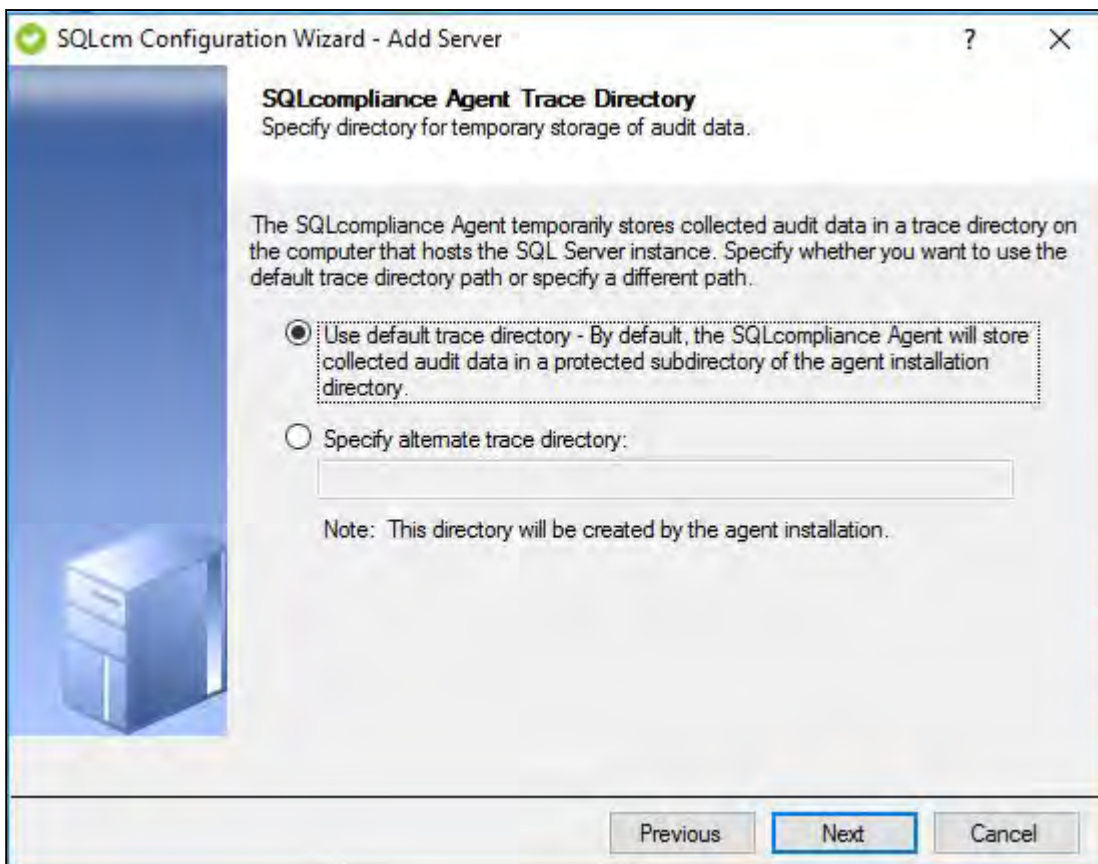 SQLcm Configuration Wizard - Add Server
?
SQLcompliance Agent Trace Directory
Specify directory for temporary storage of audit data.
The SQLcompliance Agent temporarily stores collected audit data in a trace directory on
the computer that hosts the SQL Server instance. Specify whether you want to use the
default trace directory path or specify a different path.
Use default trace directory - By default, the SQLcompliance Agent will store
collected audit data in a protected subdirectory of the agent installation
directory.
Specify alternate trace directory:
Note: This directory will be created by the agent installation.
Previous
Next
Cancel